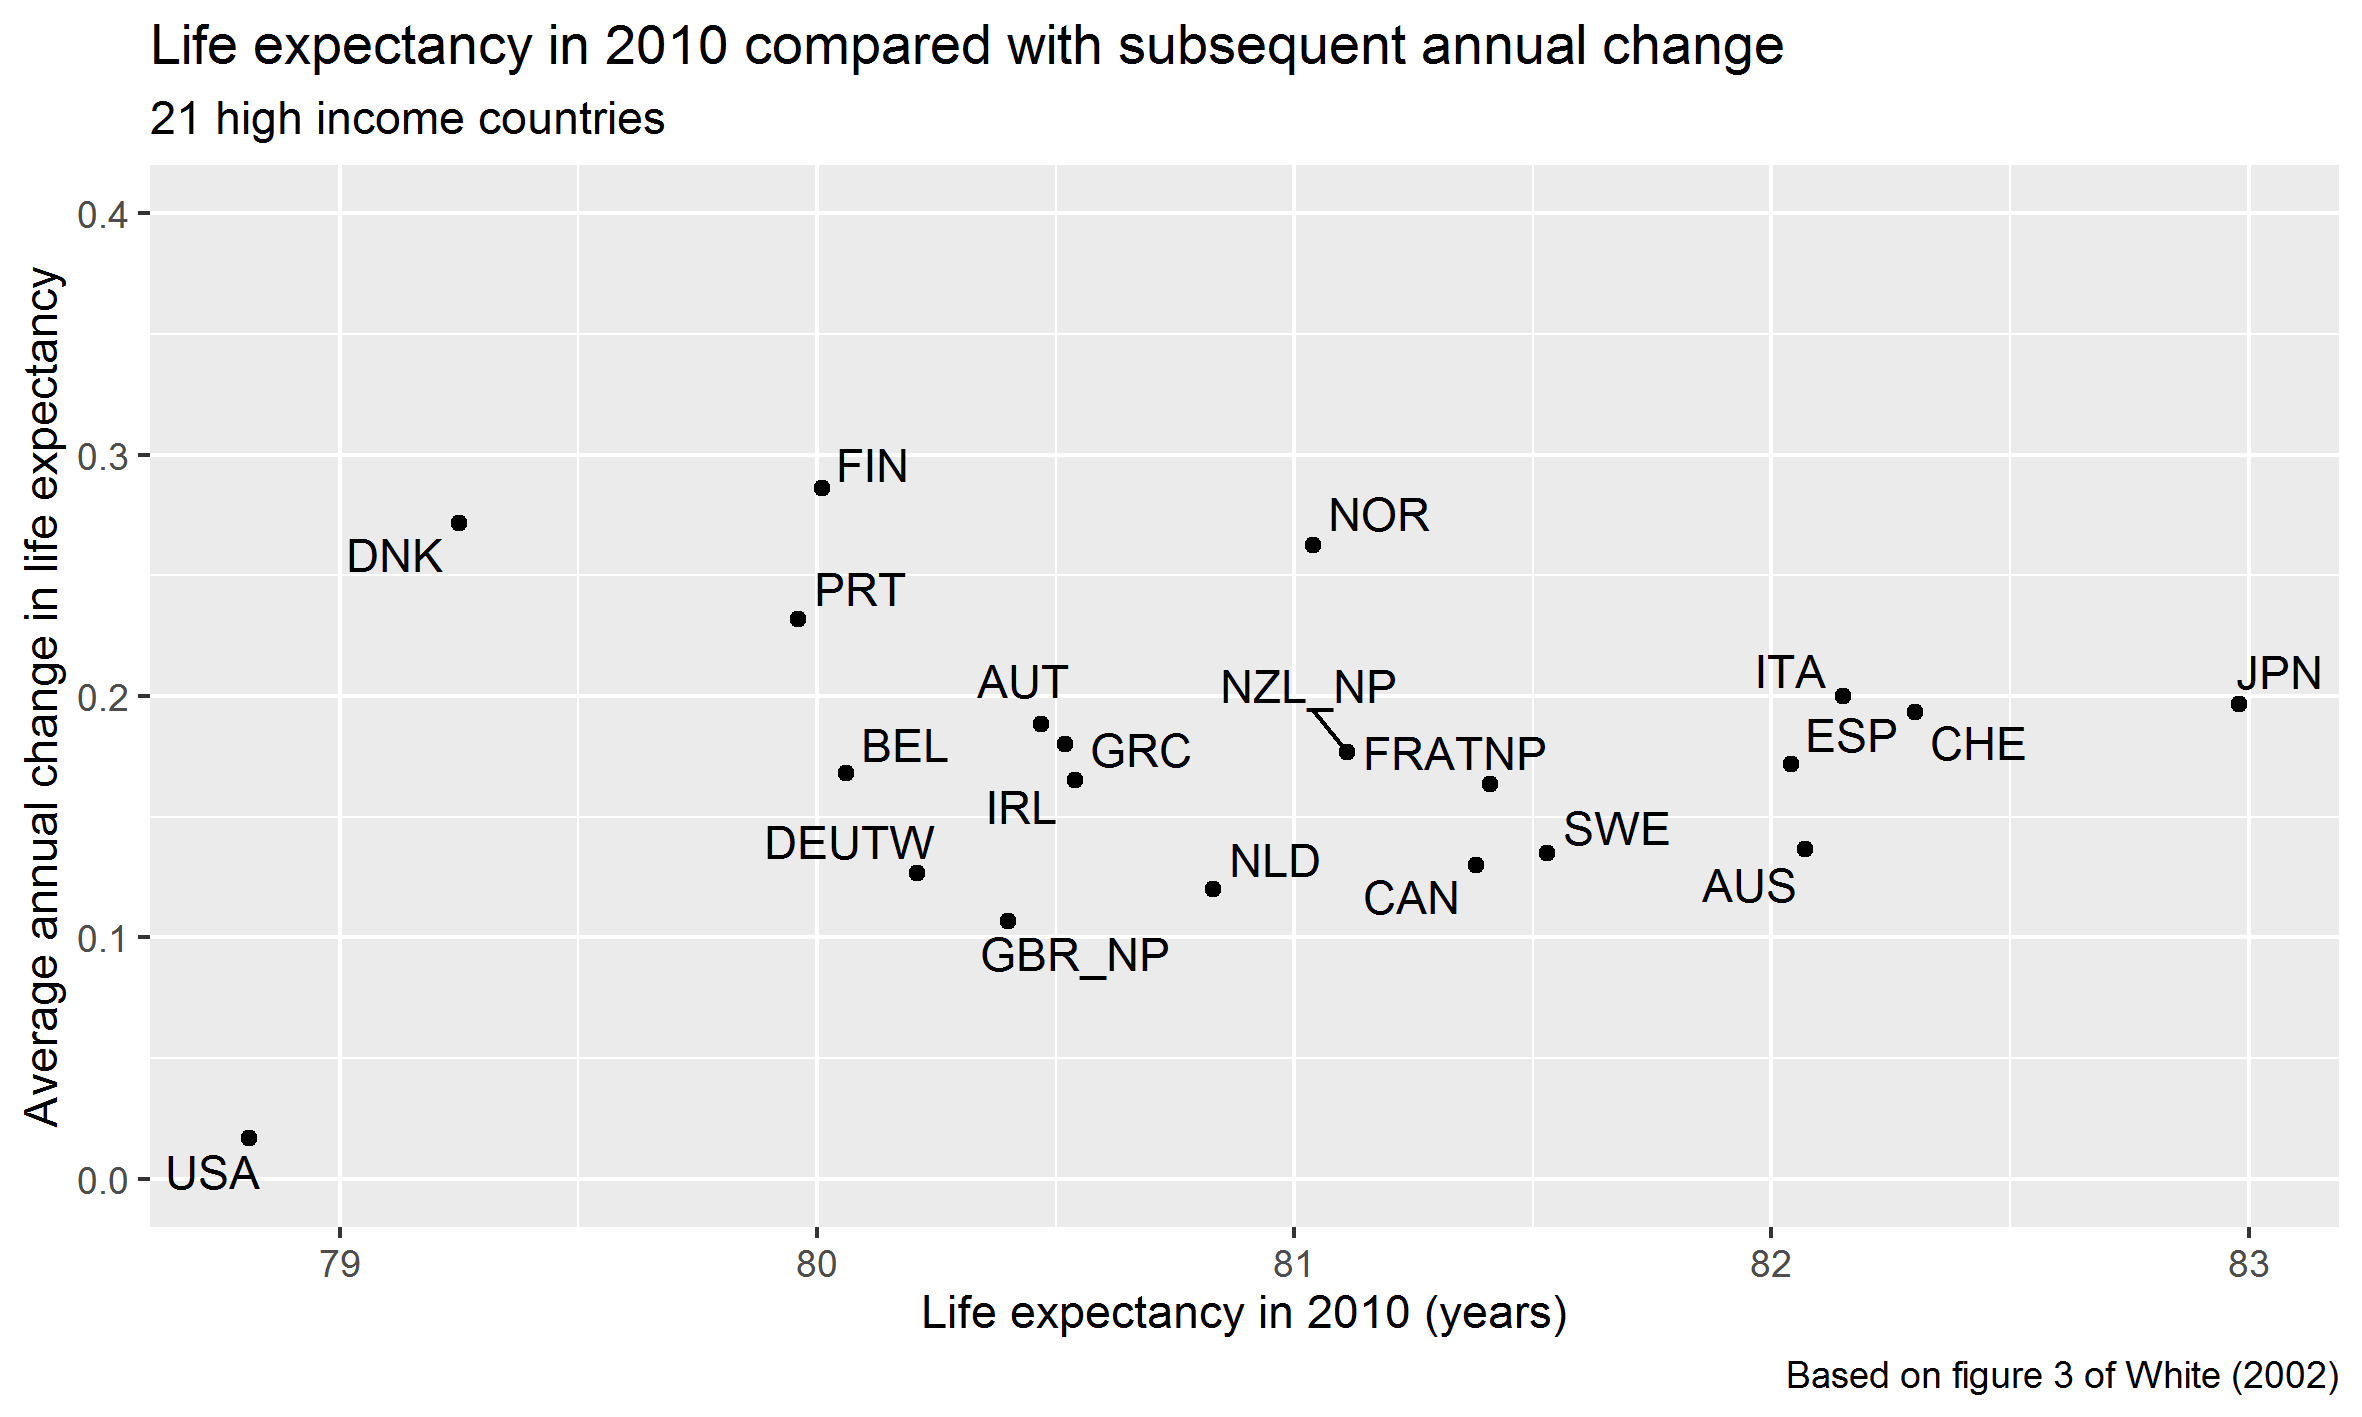 Life expectancy in 2010 compared with subsequent annual change
21 high income countries
Average annual change in life expectancy
0.4
0.3
0.2
0.1
0.0
FIN
NOR
DNK
PRT
AUT
NZL_NP
ITA
JPN
BEL
GRC
FRATNP
ESP
CHE
IRL
DEUTW
SWE
NLD
CAN
AUS
GBR_NP
USA
79
80
81
82
83
Life expectancy in 2010 (years)
Based on figure 3 of White (2002)